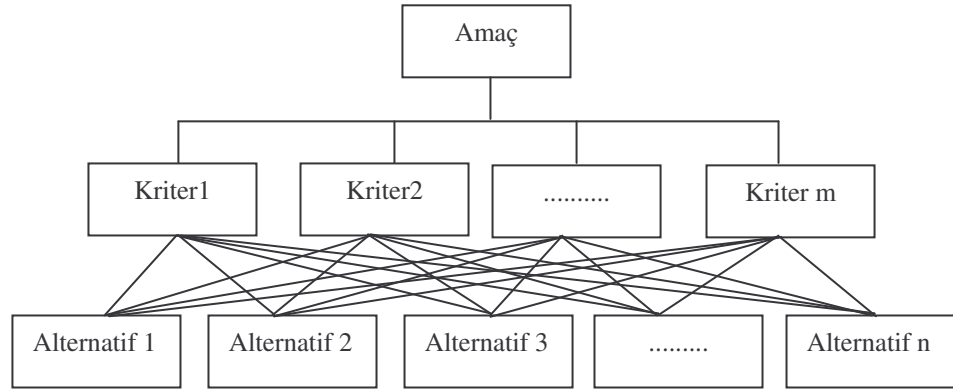 Amaç
Kriter1
Kriter2
..........
Kriter m
Alternatif 1
Alternatif 2
Alternatif 3
.........
Alternatif n